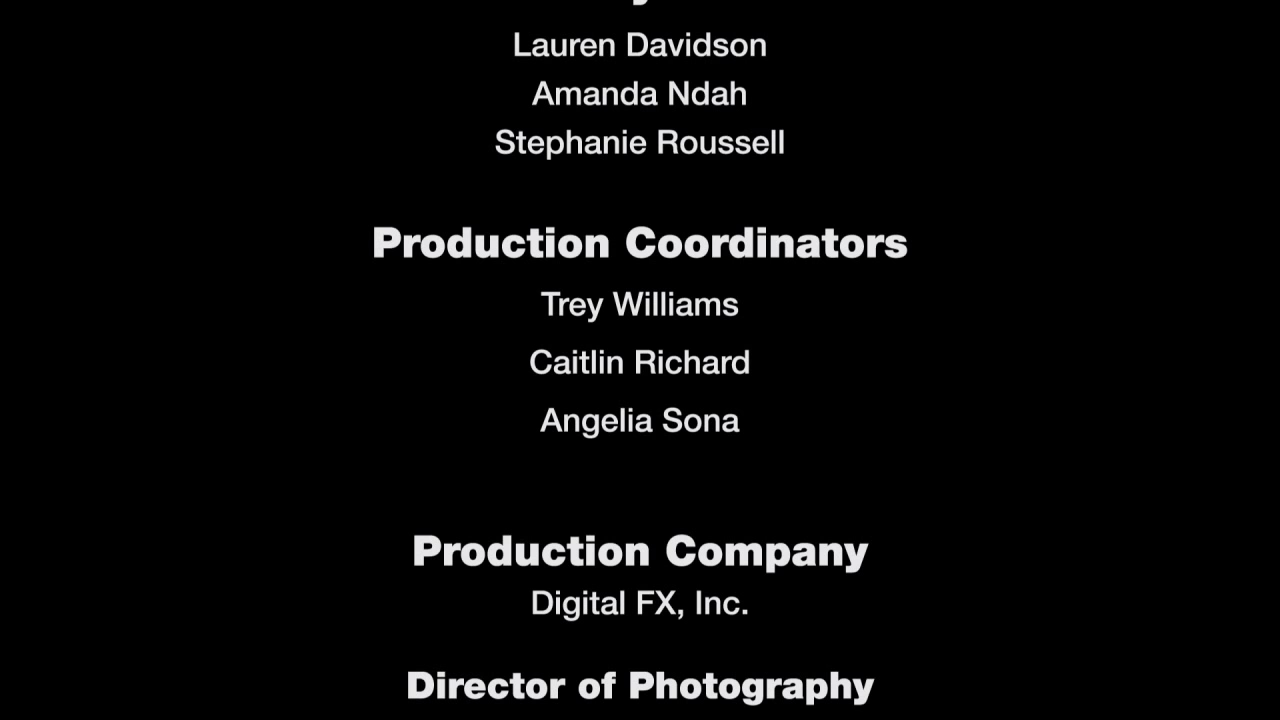 Lauren Davidson
Amanda Ndah
Stephanie Roussell
Production Coordinators
Trey Williams
Caitlin Richard
Angelia Sona
Production Company
Digital FX, Inc.
Director of Photography